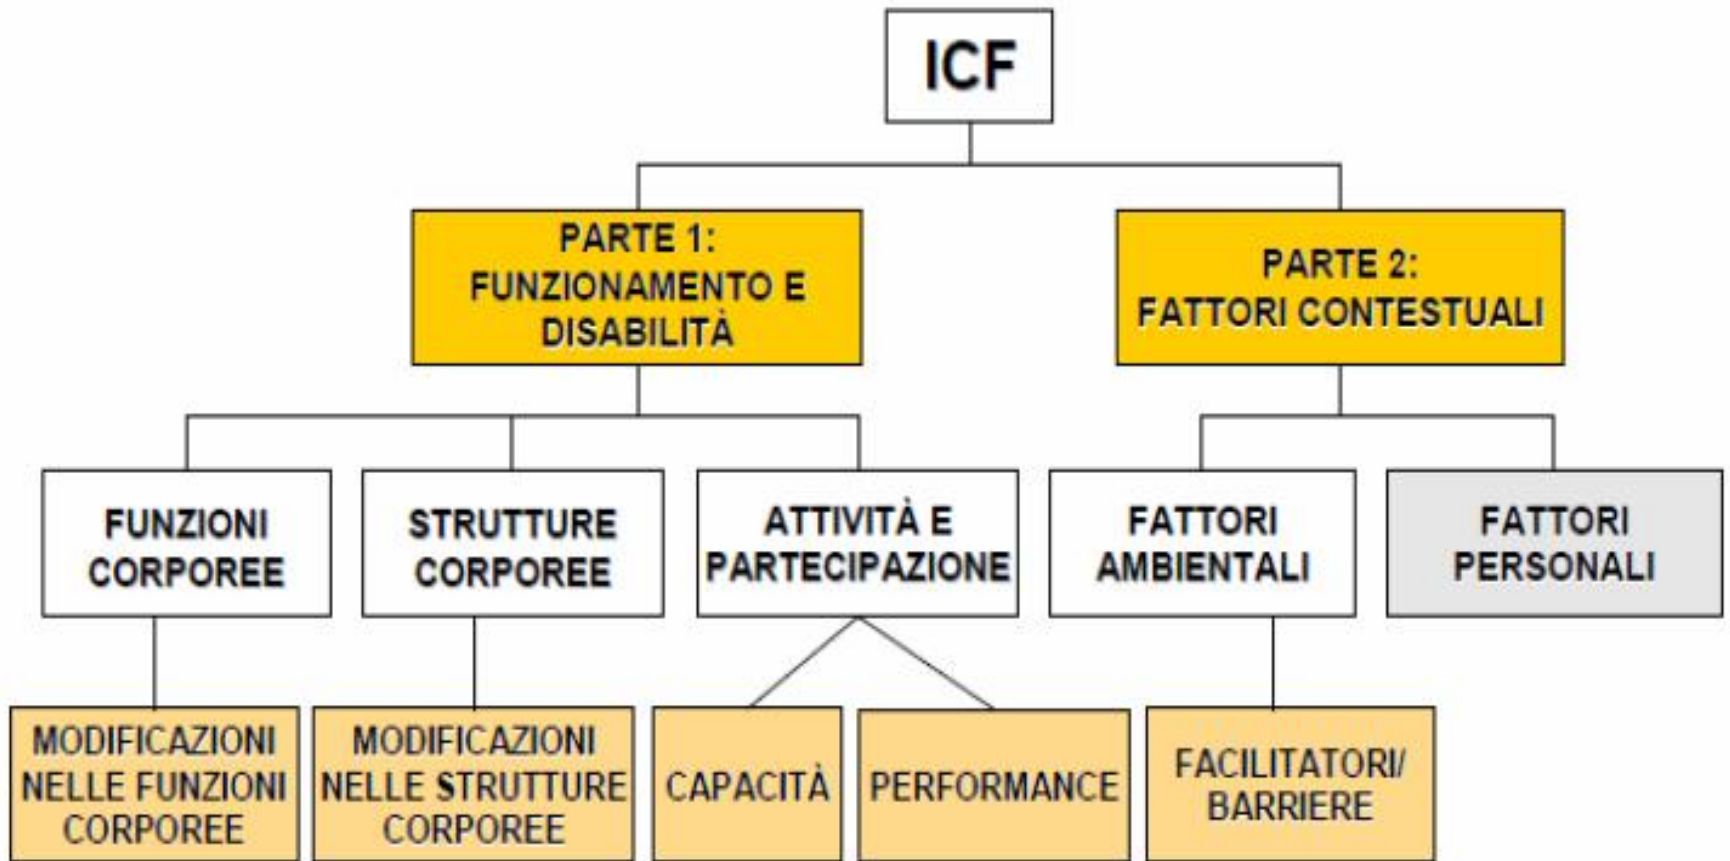 ICF
PARTE 1:
FUNZIONAMENTO E
DISABILITÀ
PARTE 2:
FATTORI CONTESTUALI
FUNZIONI
CORPOREE
STRUTTURE
CORPOREE
ATTIVITÀ E
PARTECIPAZIONE
FATTORI
AMBIENTALI
FATTORI
PERSONALI
MODIFICAZIONI
NELLE FUNZIONI
CORPOREE
MODIFICAZIONI
NELLE STRUTTURE
CORPOREE
CAPACITÀ
PERFORMANCE
FACILITATORI/
BARRIERE